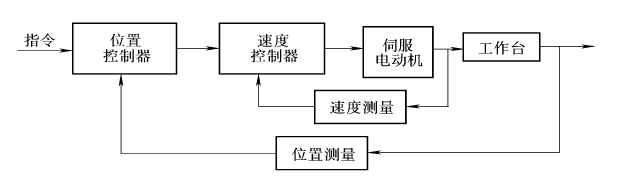 指令
位置
控制器
速度
控制器
伺服
电动机
工作台
速度测量
位置测量